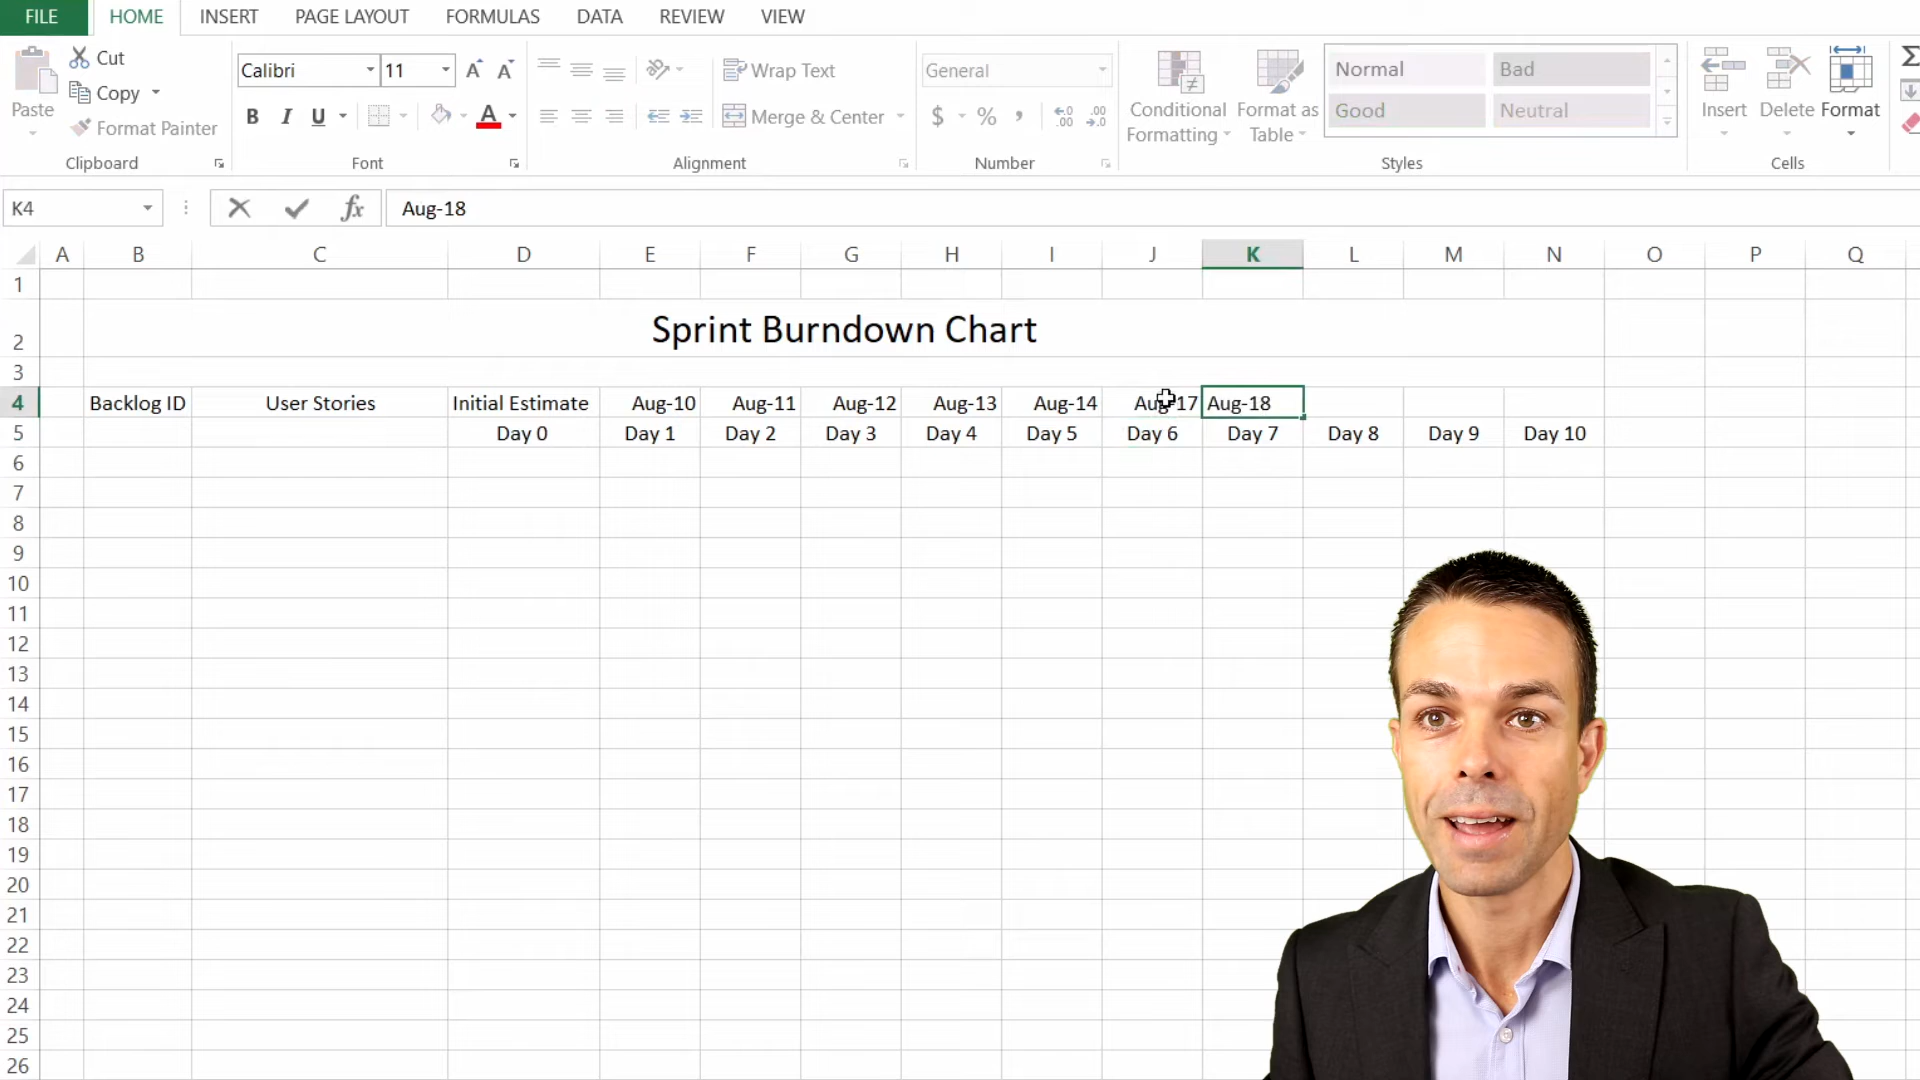 FILE HOME INSERT PAGE LAYOUT FORMULAS DATA REVIEW VIEW
Paste Cut Copy Format Painter
Calibri 11
B I U A
Wrap Text
Merge & Center
General
$ % ,
Conditional Formatting Format as Table
Normal Bad
Good Neutral
Insert Delete Format
Clipboard Font Alignment Number Styles Cells
K4 fx Aug-18
A B C D E F G H I J K L M N O P Q
1
2 Sprint Burndown Chart
3
4 Backlog ID User Stories Initial Estimate Aug-10 Aug-11 Aug-12 Aug-13 Aug-14 Aug-17 Aug-18
5 Day 0 Day 1 Day 2 Day 3 Day 4 Day 5 Day 6 Day 7 Day 8 Day 9 Day 10
6
7
8
9
10
11
12
13
14
15
16
17
18
19
20
21
22
23
24
25
26